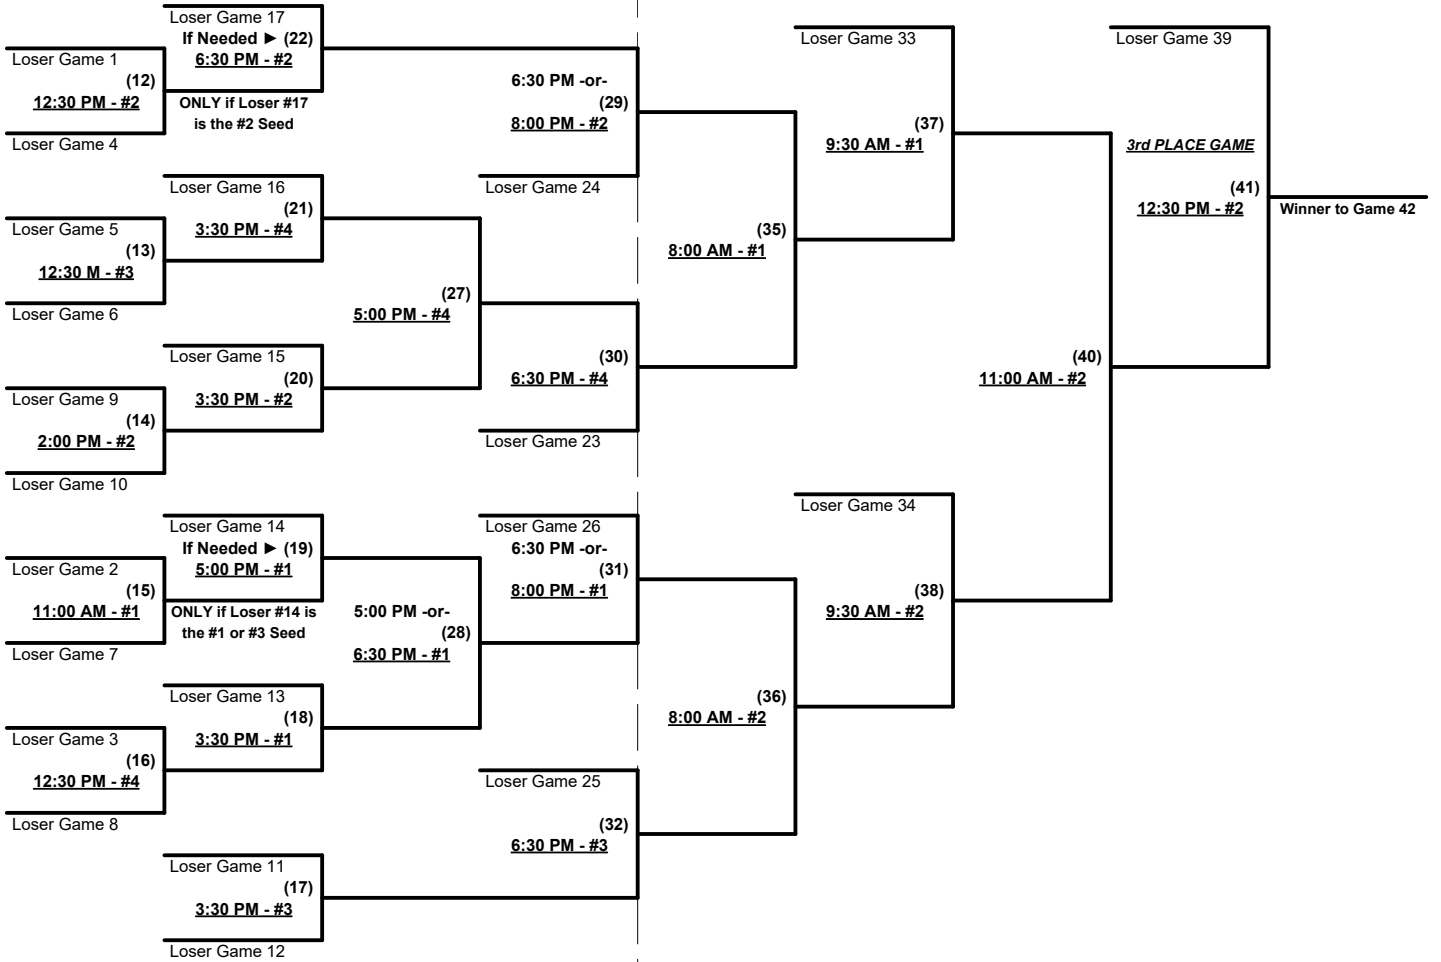 Loser Game 17
If Needed ► (22)
6:30 PM - #2
Loser Game 1
(12)
12:30 PM - #2
ONLY if Loser #17
is the #2 Seed
Loser Game 4
6:30 PM -or-
(29)
8:00 PM - #2
Loser Game 24
Loser Game 16
(21)
3:30 PM - #4
Loser Game 5
(13)
12:30 M - #3
Loser Game 6
(27)
5:00 PM - #4
Loser Game 15
(20)
3:30 PM - #2
Loser Game 9
(14)
2:00 PM - #2
Loser Game 10
(30)
6:30 PM - #4
Loser Game 23
Loser Game 14
If Needed ► (19)
5:00 PM - #1
Loser Game 2
(15)
11:00 AM - #1
ONLY if Loser #14 is
the #1 or #3 Seed
Loser Game 7
5:00 PM -or-
(28)
6:30 PM - #1
Loser Game 26
6:30 PM -or-
(31)
8:00 PM - #1
Loser Game 13
(18)
3:30 PM - #1
Loser Game 3
(16)
12:30 PM - #4
Loser Game 8
Loser Game 25
(32)
6:30 PM - #3
Loser Game 11
(17)
3:30 PM - #3
Loser Game 12
Loser Game 33
(37)
9:30 AM - #1
(35)
8:00 AM - #1
Loser Game 34
(38)
9:30 AM - #2
(36)
8:00 AM - #2
(40)
11:00 AM - #2
Loser Game 39
3rd PLACE GAME
(41)
12:30 PM - #2
Winner to Game 42